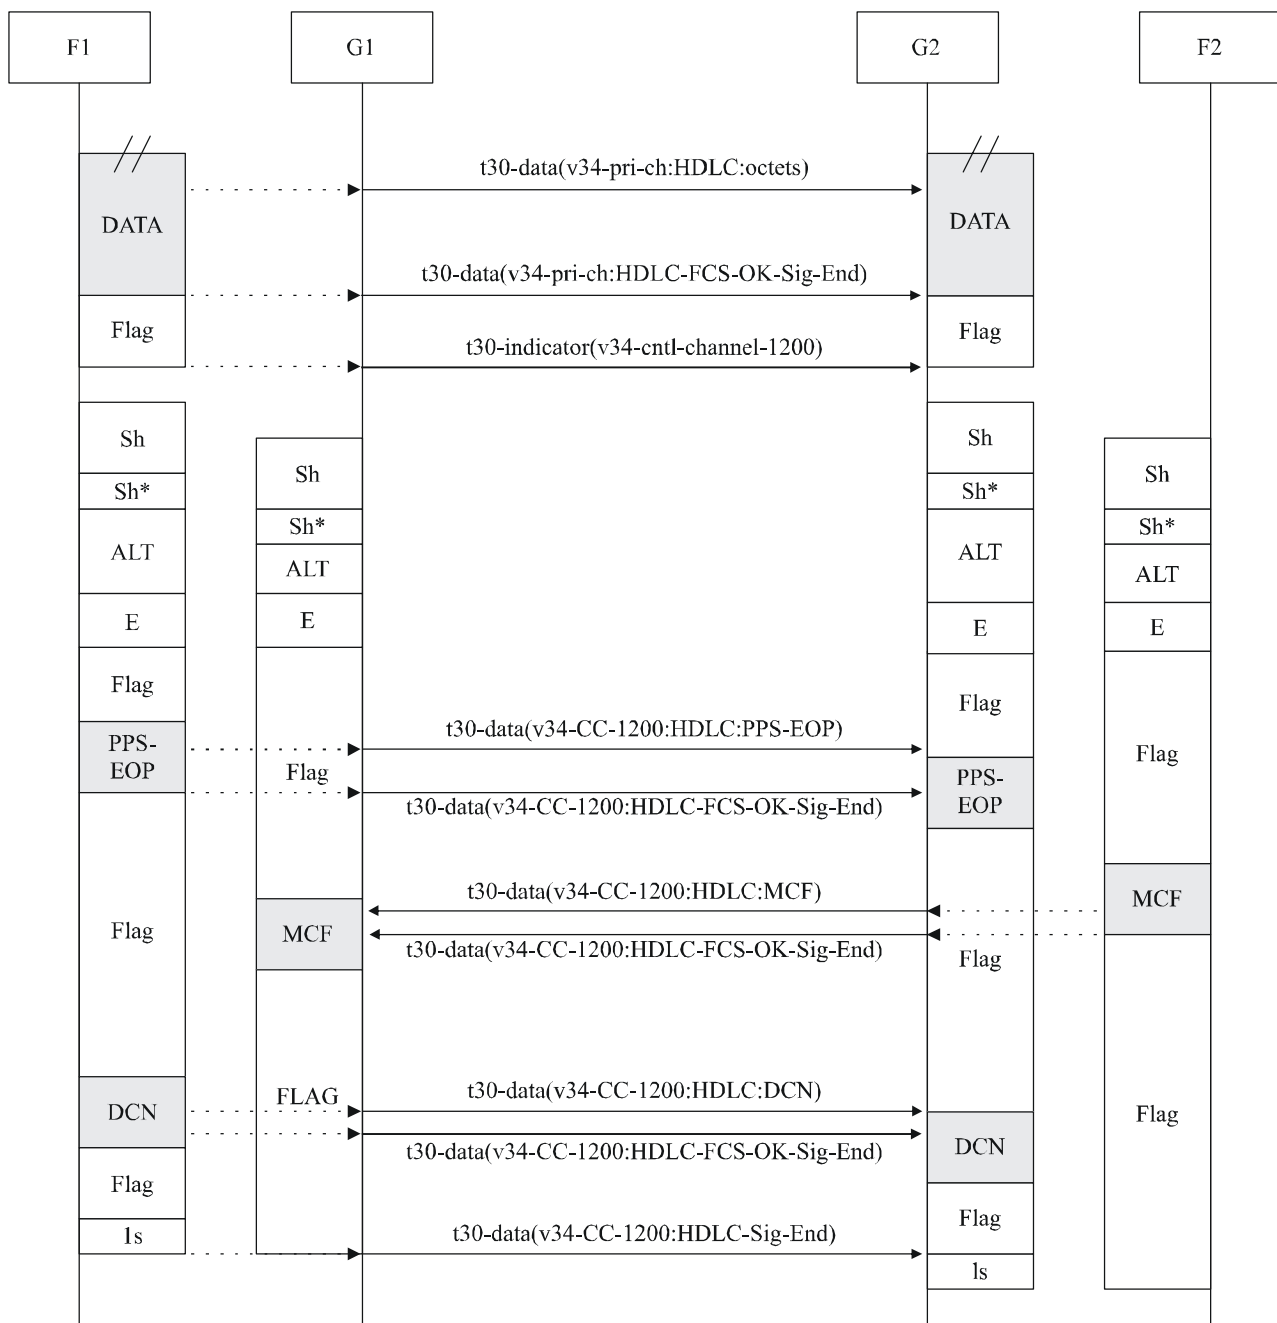 F1
G1
G2
F2
t30-data(v34-pri-ch:HDLC:octets)
DATA
DATA
t30-data(v34-pri-ch:HDLC-FCS-OK-Sig-End)
Flag
Flag
t30-indicator(v34-cntl-channel-1200)
Sh
Sh
Sh
Sh
Sh*
Sh*
Sh*
Sh*
ALT
ALT
ALT
ALT
E
E
E
E
Flag
Flag
t30-data(v34-CC-1200:HDLC:PPS-EOP)
PPS-
EOP
Flag
Flag
PPS-
EOP
t30-data(v34-CC-1200:HDLC-FCS-OK-Sig-End)
t30-data(v34-CC-1200:HDLC:MCF)
MCF
Flag
MCF
t30-data(v34-CC-1200:HDLC-FCS-OK-Sig-End)
Flag
t30-data(v34-CC-1200:HDLC:DCN)
FLAG
DCN
Flag
t30-data(v34-CC-1200:HDLC-FCS-OK-Sig-End)
DCN
Flag
Flag
1s
t30-data(v34-CC-1200:HDLC-Sig-End)
1s